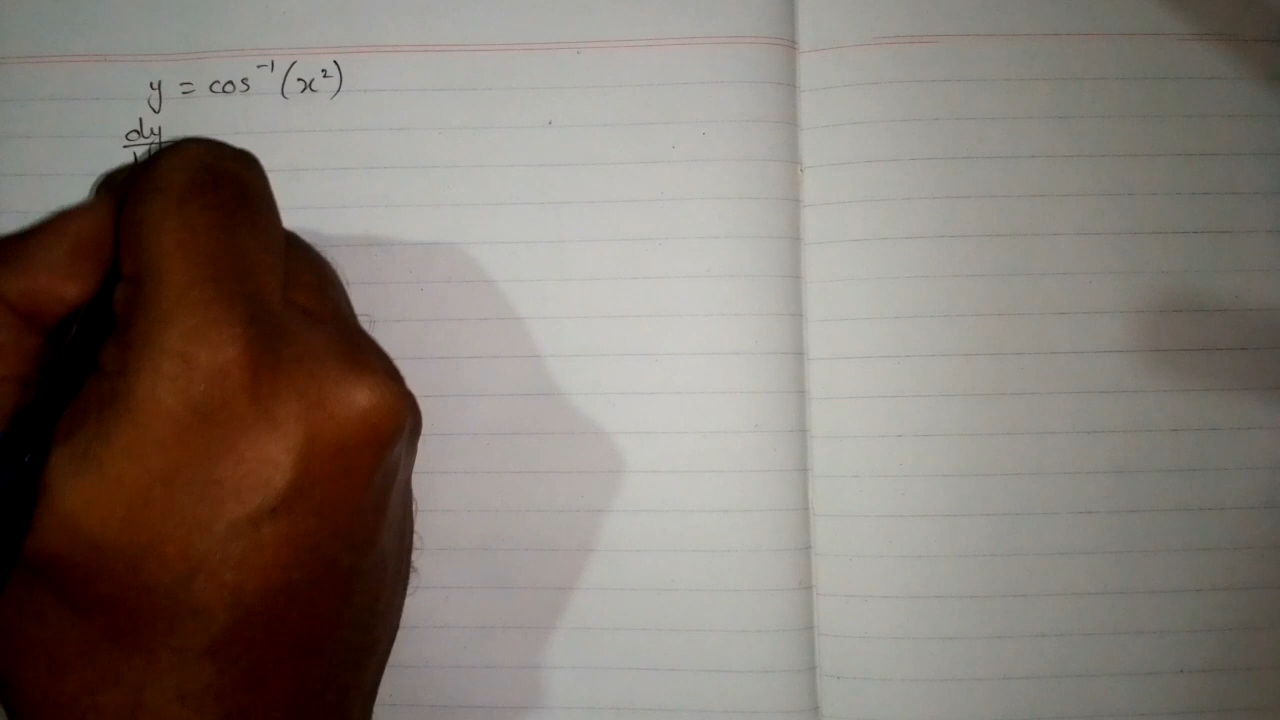 y = cos⁻¹(x²)
dy